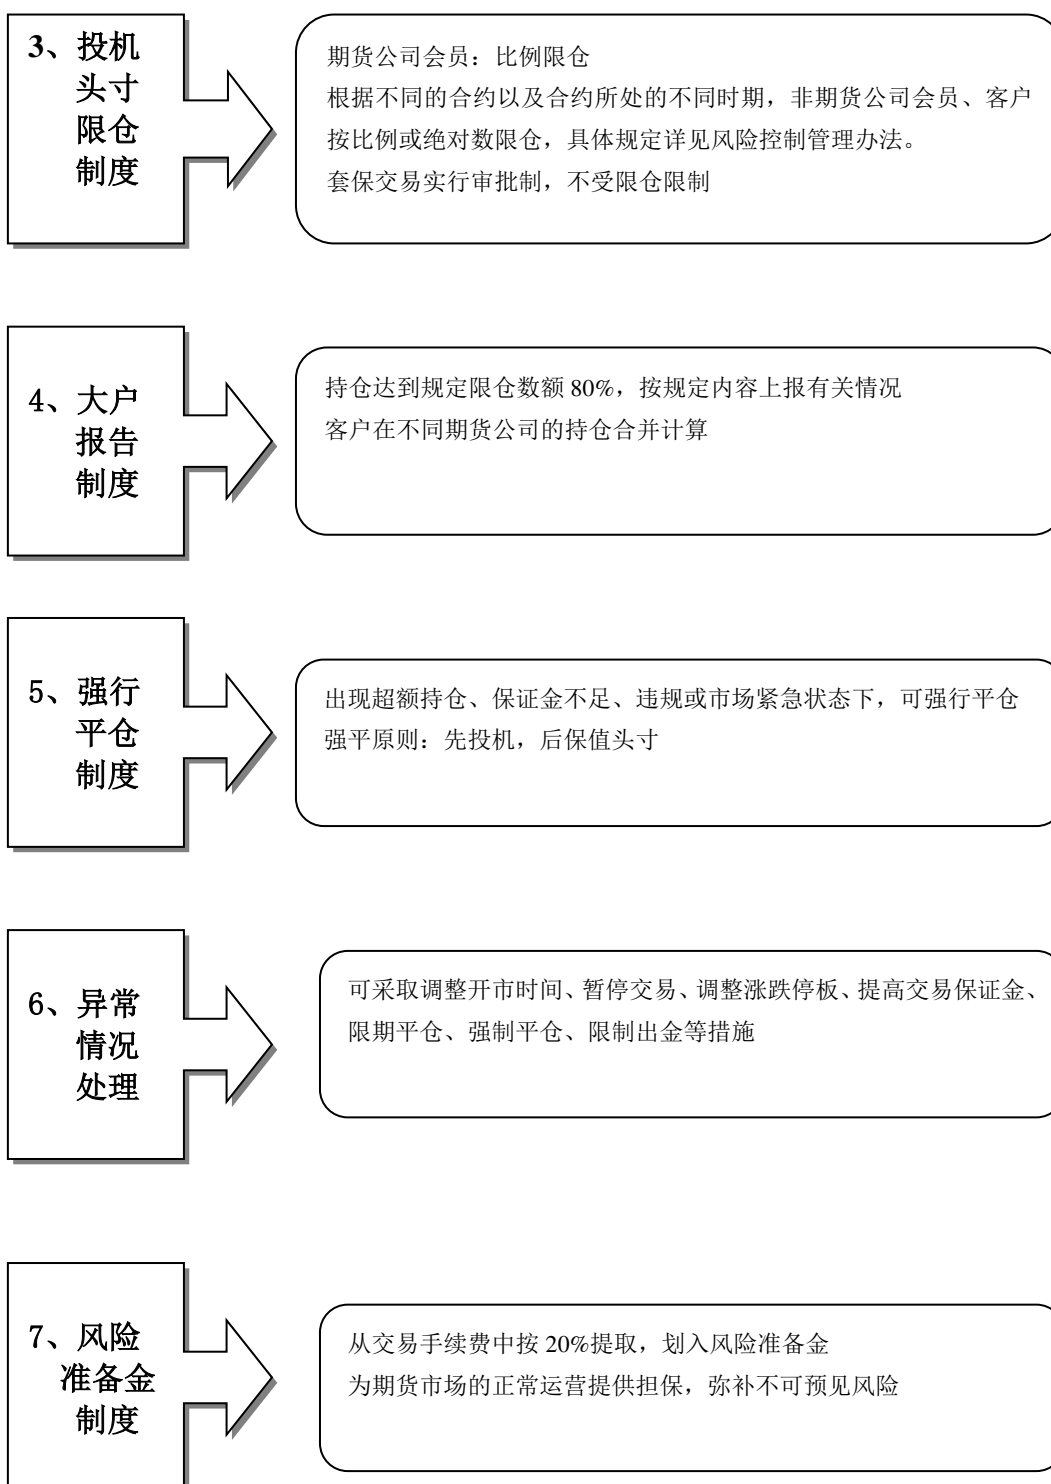 3、投机
头寸
限仓
制度
期货公司会员：比例限仓
根据不同的合约以及合约所处的不同时期，非期货公司会员、客户
按比例或绝对数限仓，具体规定详见风险控制管理办法。
套保交易实行审批制，不受限仓限制
4、大户
报告
制度
持仓达到规定限仓数额 80%，按规定内容上报有关情况
客户在不同期货公司的持仓合并计算
5、强行
平仓
制度
出现超额持仓、保证金不足、违规或市场紧急状态下，可强行平仓
强平原则：先投机，后保值头寸
6、异常
情况
处理
可采取调整开市时间、暂停交易、调整涨跌停板、提高交易保证金、
限期平仓、强制平仓、限制出金等措施
7、风险
准备金
制度
从交易手续费中按 20%提取，划入风险准备金
为期货市场的正常运营提供担保，弥补不可预见风险